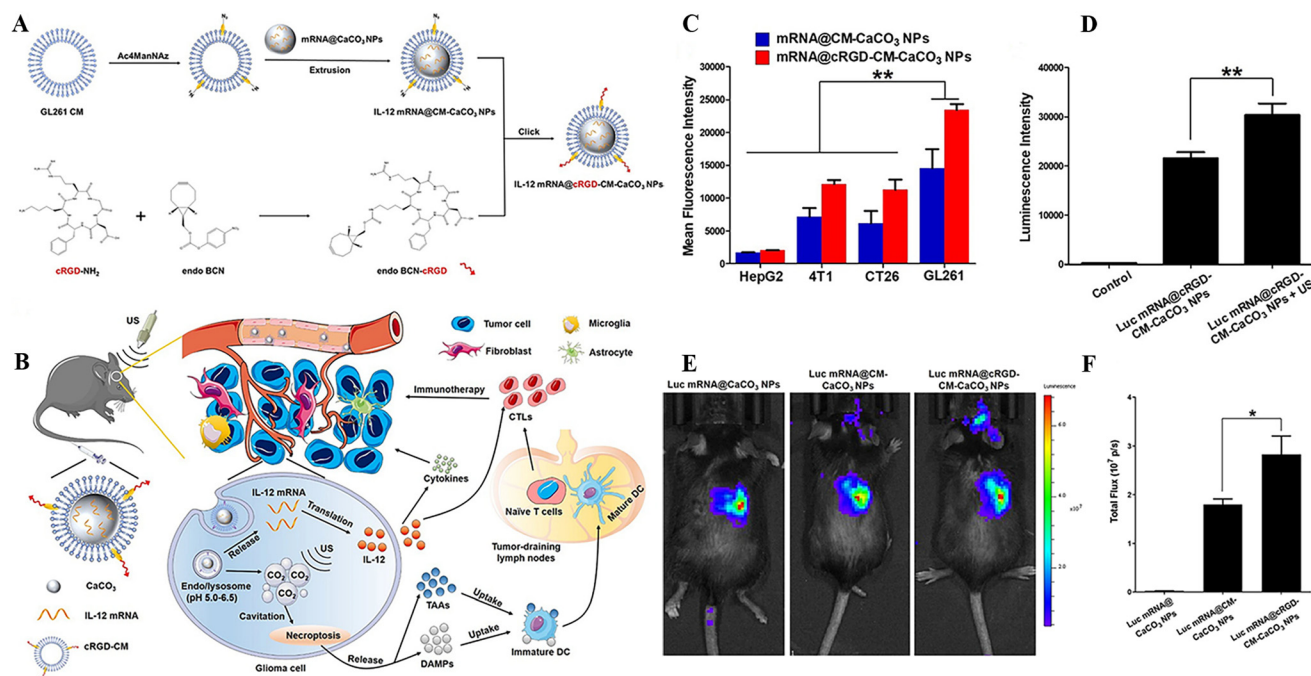 A
Ac4ManNAz
GL261 CM
N3
mRNA@CaCO3 NPs
Extrusion
IL-12 mRNA@CM-CaCO3 NPs
Click
IL-12 mRNA@cRGD-CM-CaCO3 NPs
cRGD-NH2
+
endo BCN
endo BCN-cRGD
B
US
CaCO3
IL-12 mRNA
cRGD-CM
Tumor cell
Microglia
Fibroblast
Astrocyte
Immunotherapy
CTLs
Cytokines
Naïve T cells
Mature DC
Tumor-draining
lymph nodes
IL-12 mRNA
Translation
Release
IL-12
US
Endo/lysosome
(pH 5.0-6.5)
CO2
CO2
CO2
Cavitation
Necroptosis
Glioma cell
Release
TAAs
DAMPs
Uptake
Uptake
Immature DC
C
mRNA@CM-CaCO3 NPs
mRNA@cRGD-CM-CaCO3 NPs
**
Mean Fluorescence Intensity
30000
25000
20000
15000
10000
5000
0
HepG2 4T1 CT26 GL261
D
**
Luminescence Intensity
40000
30000
20000
10000
0
Control
Luc mRNA@cRGD-
CM-CaCO3 NPs
Luc mRNA@cRGD-
CM-CaCO3 NPs + US
E
Luc mRNA@CaCO3 NPs
Luc mRNA@CM-
CaCO3 NPs
Luc mRNA@cRGD-
CM-CaCO3 NPs
Luminescence
F
*
Total Flux (10^7 p/s)
4
3
2
1
0
Luc mRNA@
CaCO3 NPs
Luc mRNA@CM-
CaCO3 NPs
Luc mRNA@cRGD-
CM-CaCO3 NPs